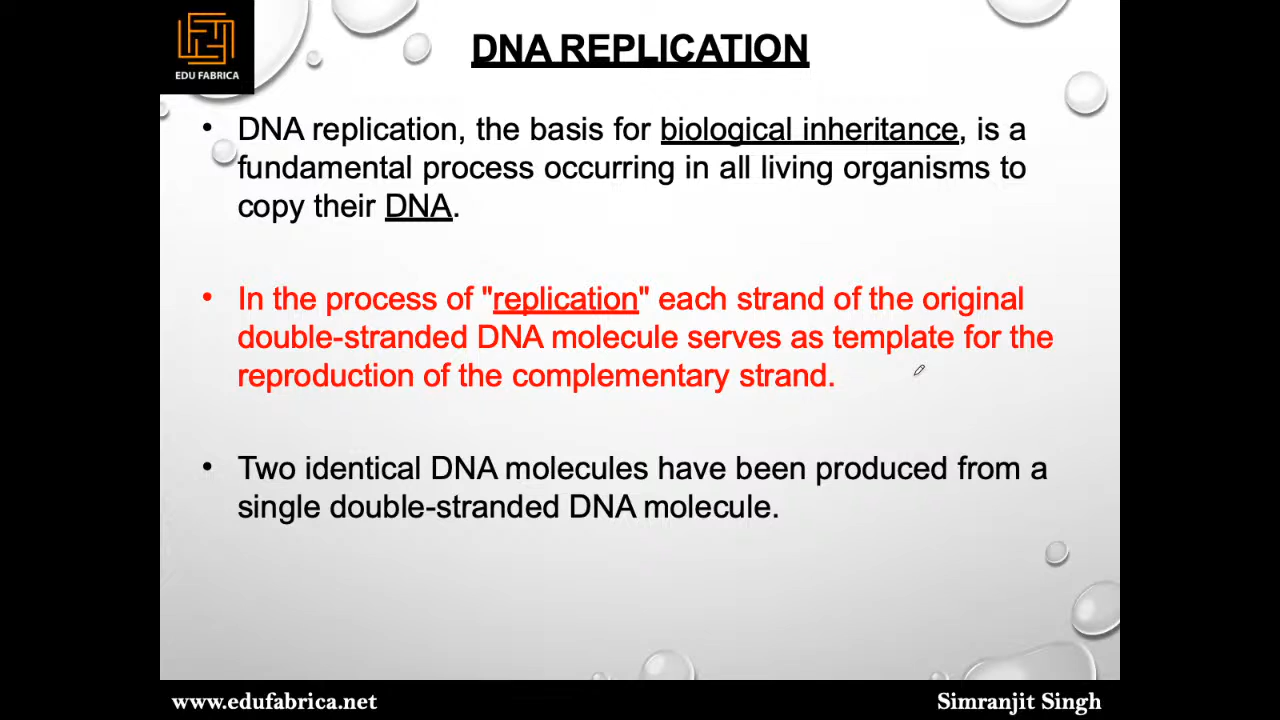 EDU FABRICA
DNA REPLICATION
• DNA replication, the basis for biological inheritance, is a
fundamental process occurring in all living organisms to
copy their DNA.
• In the process of "replication" each strand of the original
double-stranded DNA molecule serves as template for the
reproduction of the complementary strand.
• Two identical DNA molecules have been produced from a
single double-stranded DNA molecule.
www.edufabrica.net
Simranjit Singh